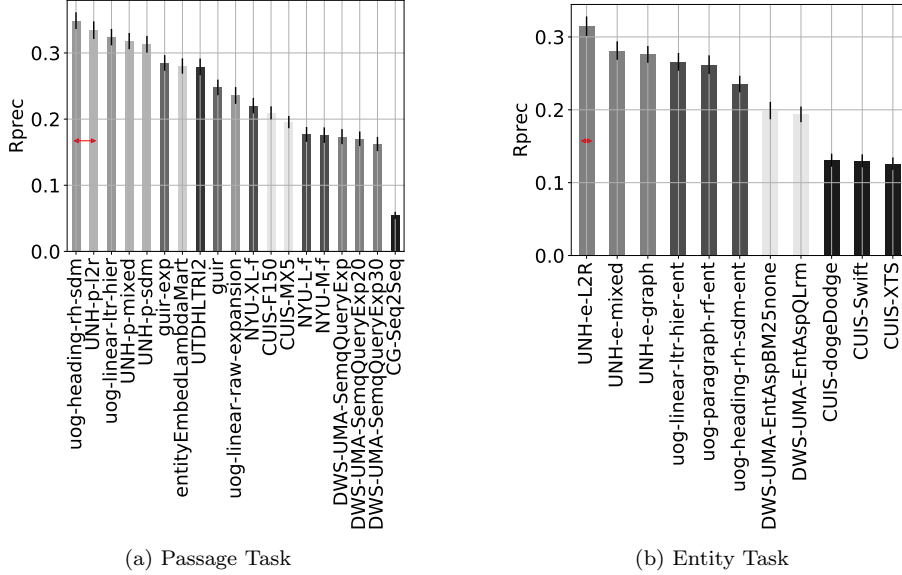 Rprec
0.3
0.2
0.1
0.0
uog-heading-rh-sdm
UNH-p-l2r
uog-linear-ltr-hier
UNH-p-mixed
UNH-p-sdm
guir-exp
entityEmbedLambdaMart
UTDHLTRI2
guir
uog-linear-raw-expansion
NYU-XL-f
CUIS-F150
CUIS-MX5
NYU-L-f
NYU-M-f
DWS-UMA-SemqQueryExp
DWS-UMA-SemqQueryExp20
DWS-UMA-SemqQueryExp30
CG-Seq2Seq
(a) Passage Task
Rprec
0.3
0.2
0.1
0.0
UNH-e-L2R
UNH-e-mixed
UNH-e-graph
uog-linear-ltr-hier-ent
uog-paragraph-rf-ent
uog-heading-rh-sdm-ent
DWS-UMA-EntAspBM25none
DWS-UMA-EntAspQLrm
CUIS-dogeDodge
CUIS-Swift
CUIS-XTS
(b) Entity Task